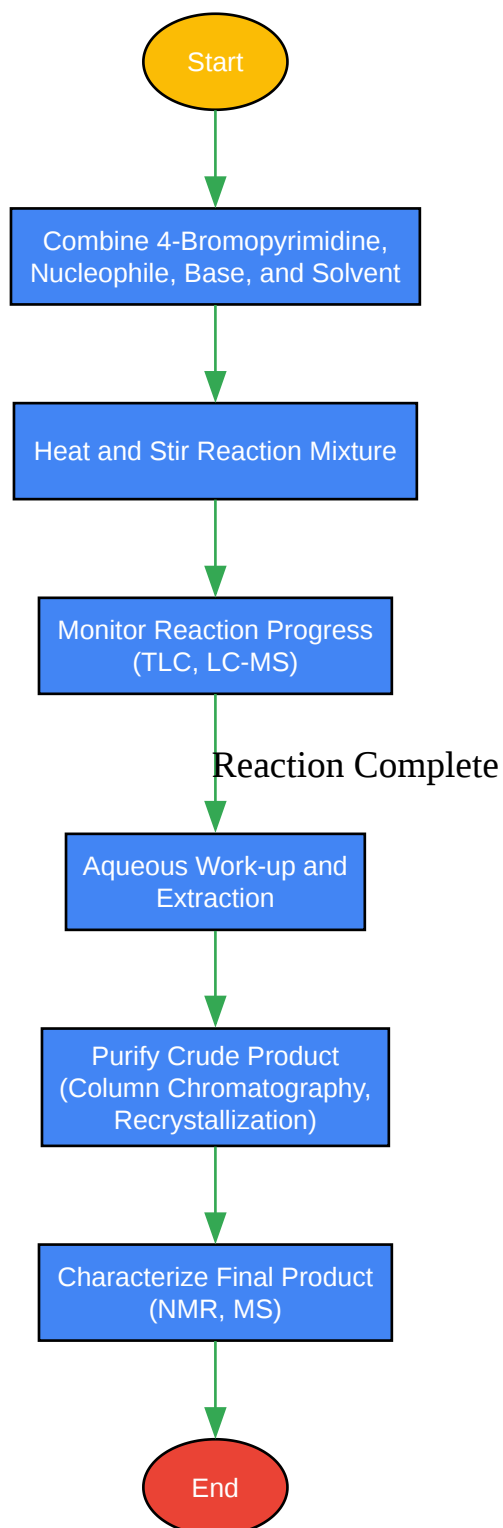 Start
Combine 4-Bromopyrimidine,
Nucleophile, Base, and Solvent
Heat and Stir Reaction Mixture
Monitor Reaction Progress
(TLC, LC-MS)
Reaction Complete
Aqueous Work-up and
Extraction
Purify Crude Product
(Column Chromatography,
Recrystallization)
Characterize Final Product
(NMR, MS)
End